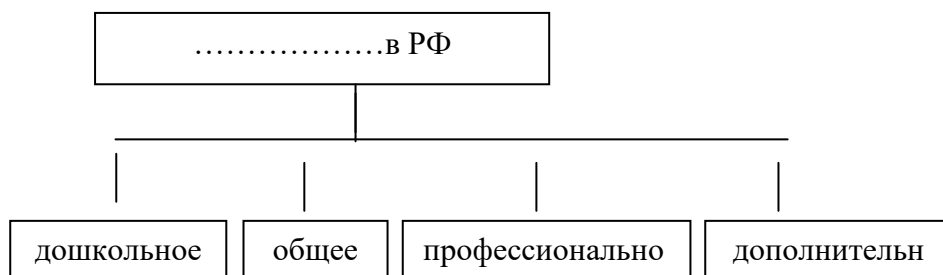 ………………в РФ
дошкольное
общее
профессионально
дополнительн